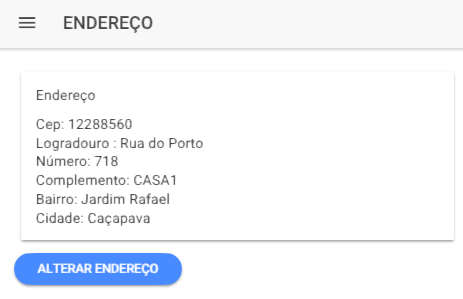 ENDEREÇO
Endereço
Cep: 12288560
Logradouro : Rua do Porto
Número: 718
Complemento: CASA1
Bairro: Jardim Rafael
Cidade: Caçapava
ALTERAR ENDEREÇO